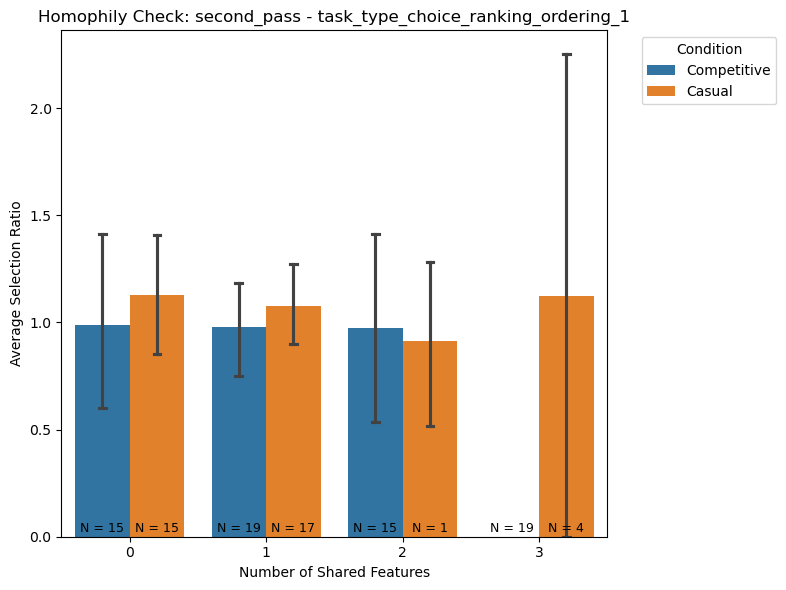 Homophily Check: second_pass - task_type_choice_ranking_ordering_1
Condition
Competitive
Casual
Average Selection Ratio
2.0
1.5
1.0
0.5
0.0
N = 15 N = 15 N = 19 N = 17 N = 15 N = 1 N = 19 N = 4
0 1 2 3
Number of Shared Features